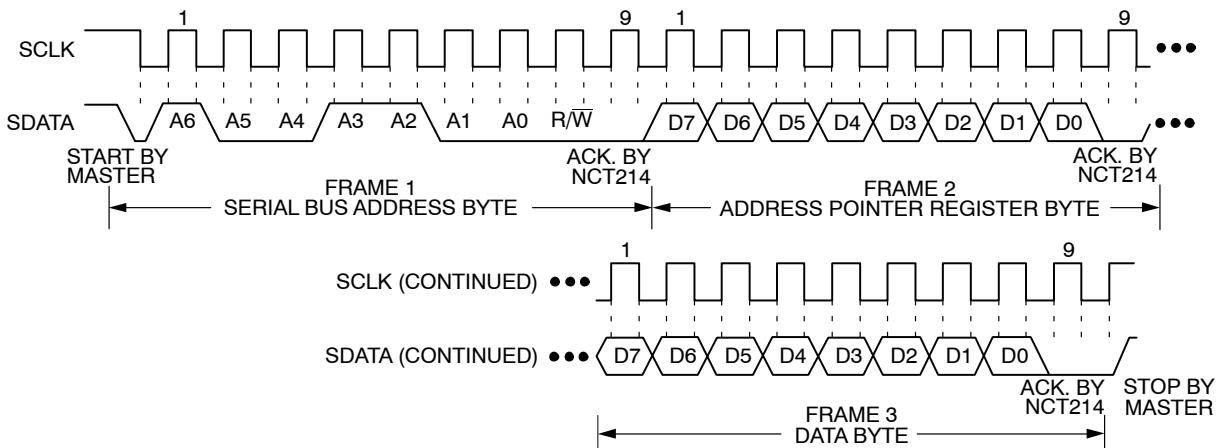 1 9 1 9
SCLK
SDATA A6 A5 A4 A3 A2 A1 A0 R/W̅ D7 D6 D5 D4 D3 D2 D1 D0
START BY MASTER
ACK. BY NCT214
ACK. BY NCT214
FRAME 1
SERIAL BUS ADDRESS BYTE
FRAME 2
ADDRESS POINTER REGISTER BYTE
1 9
SCLK (CONTINUED)
SDATA (CONTINUED) D7 D6 D5 D4 D3 D2 D1 D0
ACK. BY NCT214
STOP BY MASTER
FRAME 3
DATA BYTE